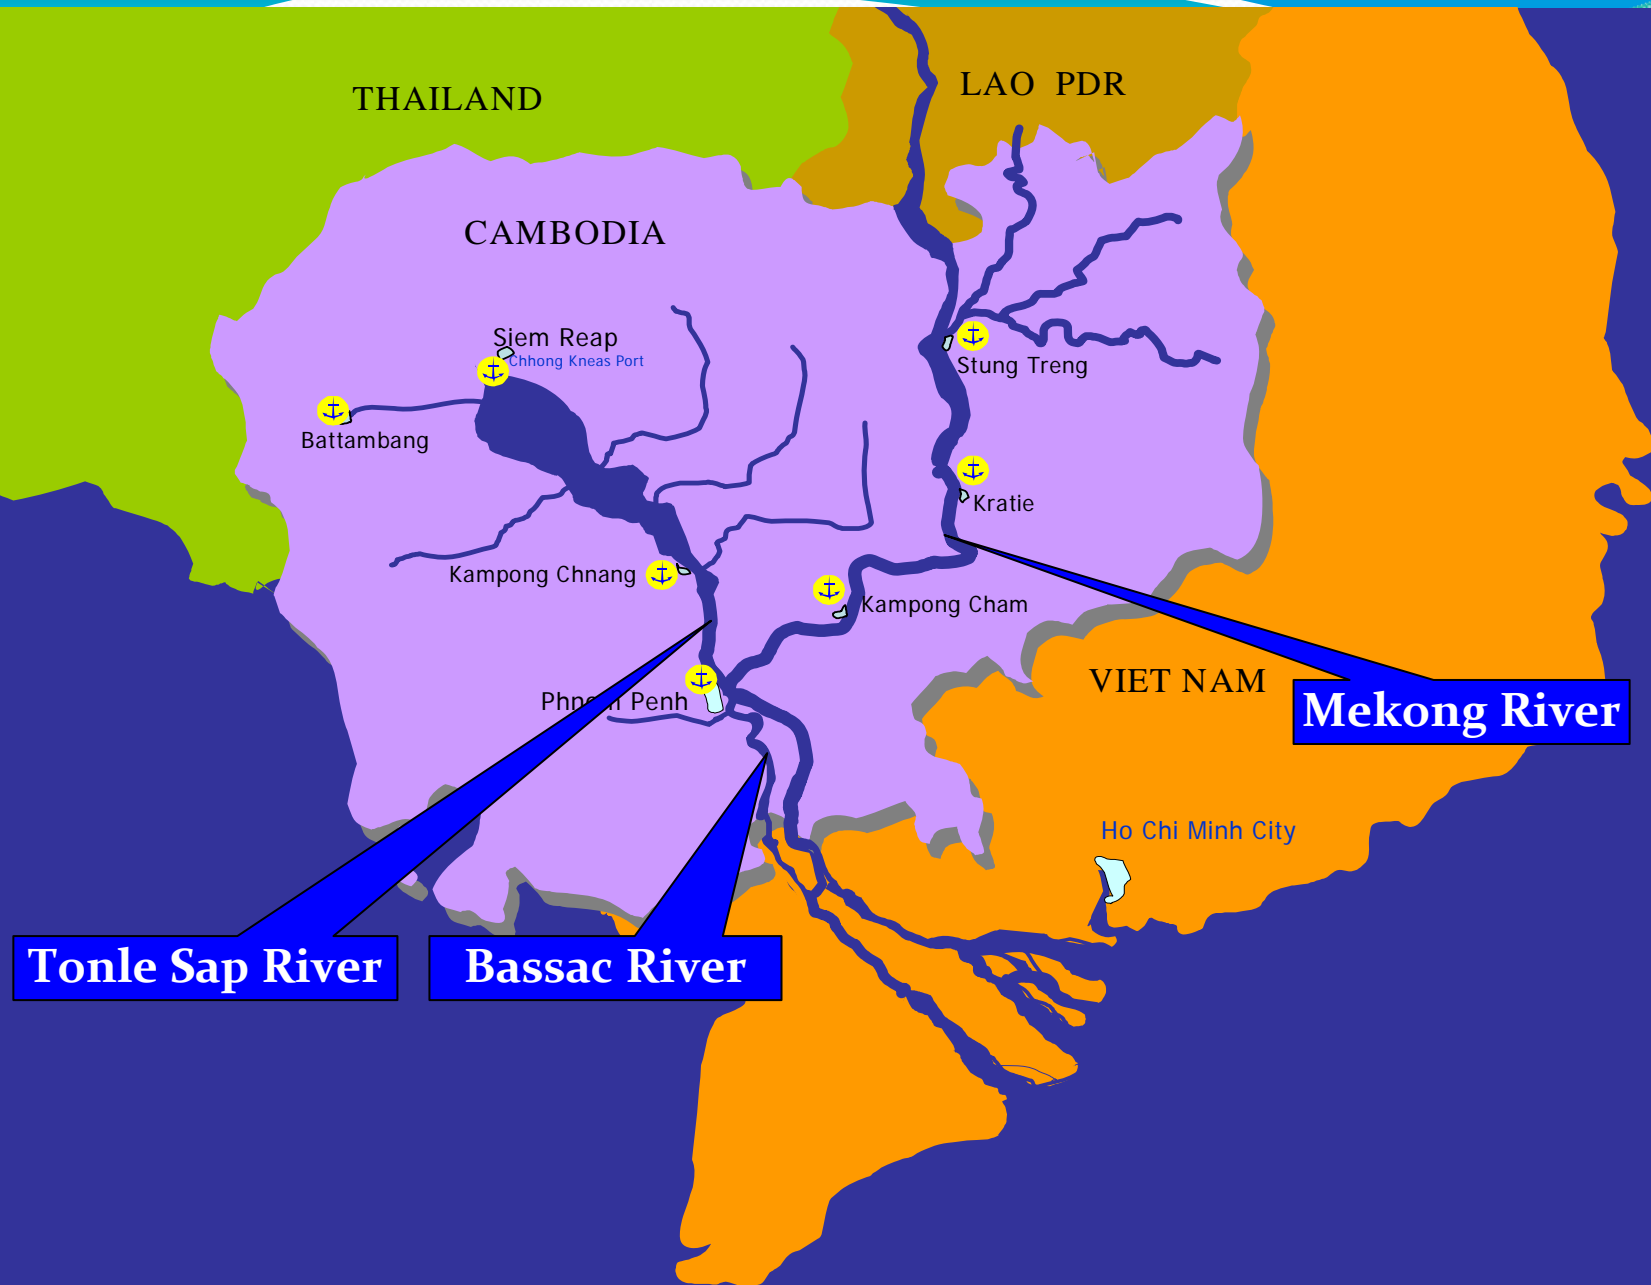 THAILAND
LAO PDR
CAMBODIA
Siem Reap
Chhong Kneas Port
Stung Treng
Battambang
Kratie
Kampong Chnang
Kampong Cham
VIET NAM
Phnom Penh
Mekong River
Ho Chi Minh City
Tonle Sap River
Bassac River